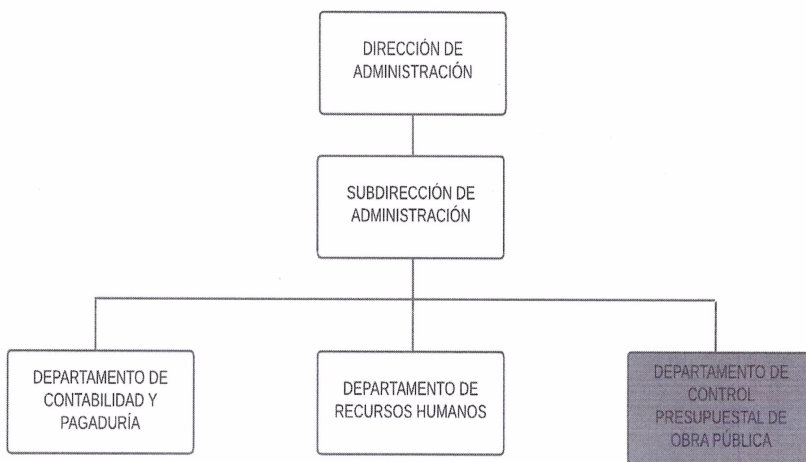 DIRECCIÓN DE
ADMINISTRACIÓN
SUBDIRECCIÓN DE
ADMINISTRACIÓN
DEPARTAMENTO DE
CONTABILIDAD Y
PAGADURÍA
DEPARTAMENTO DE
RECURSOS HUMANOS
DEPARTAMENTO DE
CONTROL
PRESUPUESTAL DE
OBRA PÚBLICA